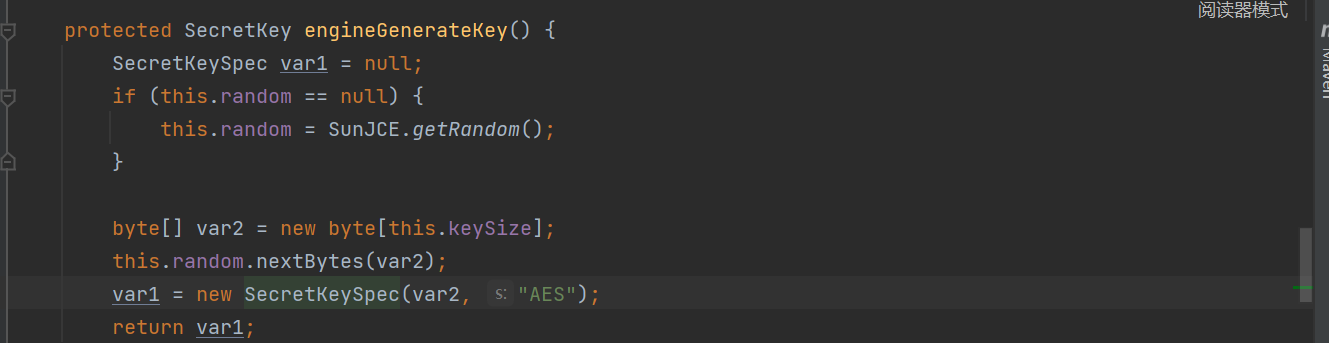 阅读器模式
protected SecretKey engineGenerateKey() {
SecretKeySpec var1 = null;
if (this.random == null) {
this.random = SunJCE.getRandom();
}
byte[] var2 = new byte[this.keySize];
this.random.nextBytes(var2);
var1 = new SecretKeySpec(var2, s: "AES");
return var1;
Maven